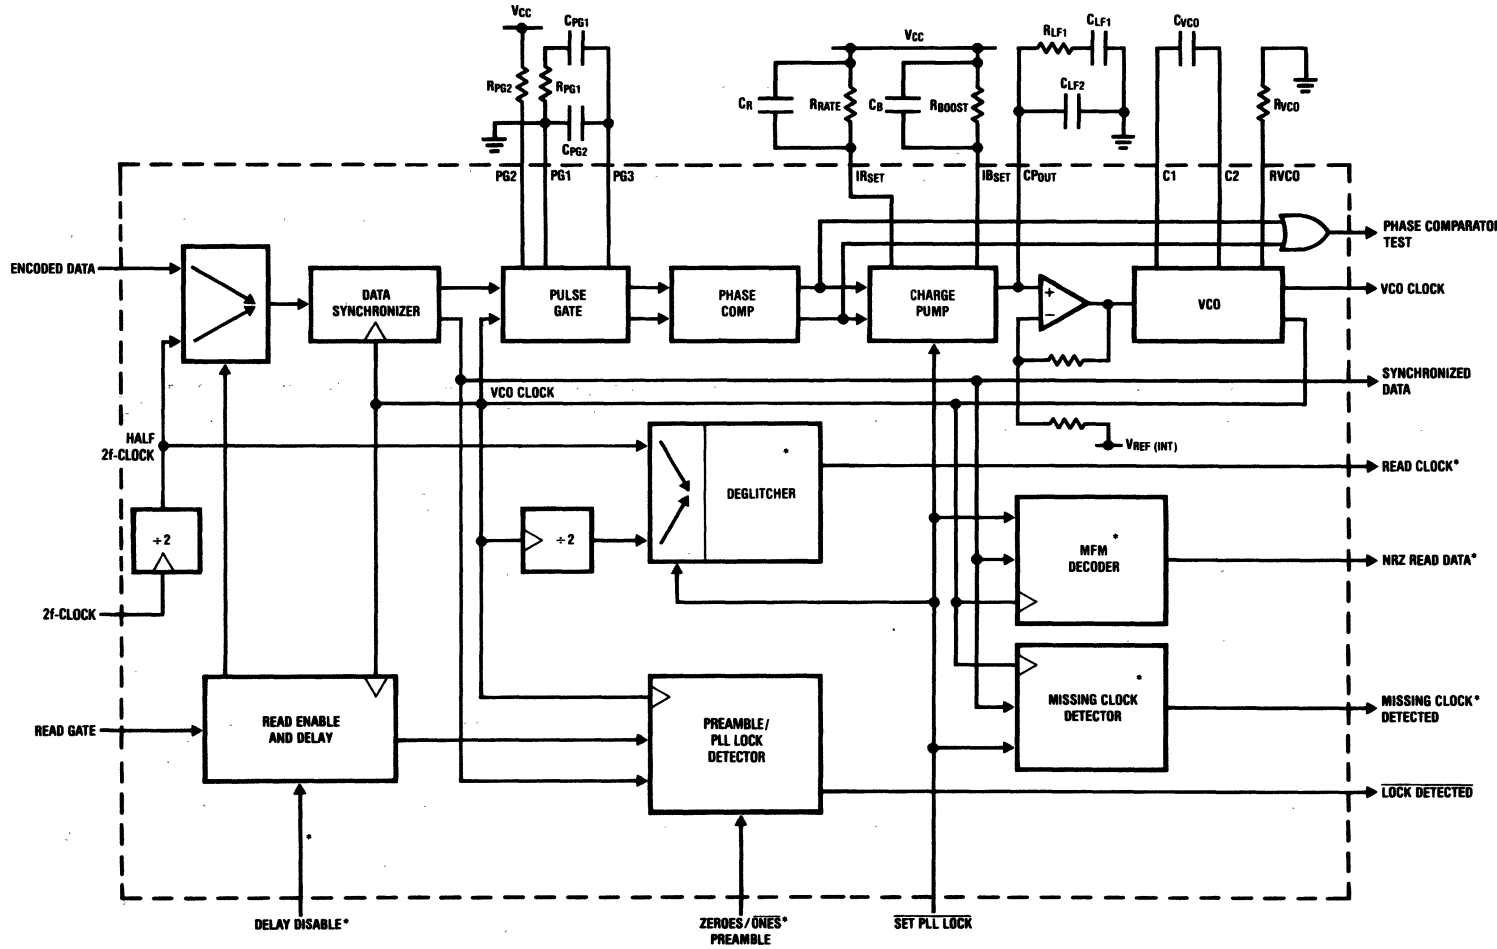 VCC
CPG1
RPG2
RPG1
CPG2
VCC
CR
RRATE
CB
RBOOST
RLF1
CLF1
CLF2
CVCO
RVCO
PG2
PG1
PG3
IRSET
IBSET
CPOUT
C1
C2
RVCO
PHASE COMPARATOR
TEST
ENCODED DATA
DATA
SYNCHRONIZER
PULSE
GATE
PHASE
COMP
CHARGE
PUMP
+
−
VCO
VCO CLOCK
SYNCHRONIZED
DATA
VCO CLOCK
HALF
2f-CLOCK
VREF (INT)
*
DEGLITCHER
READ CLOCK*
÷2
÷2
MFM*
DECODER
NRZ READ DATA*
2f-CLOCK
READ GATE
READ ENABLE
AND DELAY
PREAMBLE/
PLL LOCK
DETECTOR
*
MISSING CLOCK
DETECTOR
MISSING CLOCK*
DETECTED
LOCK DETECTED
*
DELAY DISABLE*
ZEROES/ONES*
PREAMBLE
SET PLL LOCK